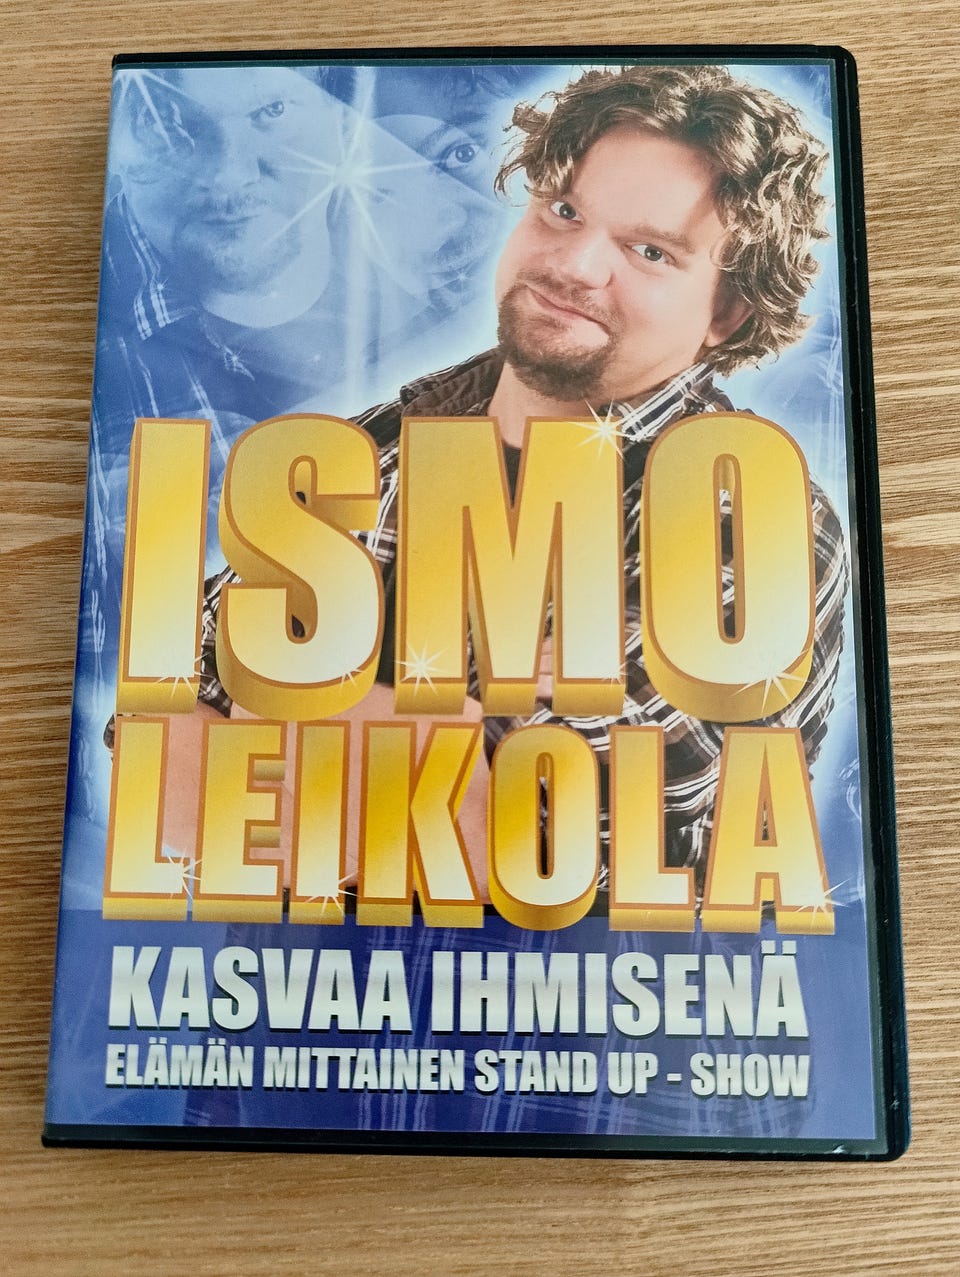 ISMO
LEIKOLA
KASVAA IHMISENÄ
ELÄMÄN MITTAINEN STAND UP - SHOW